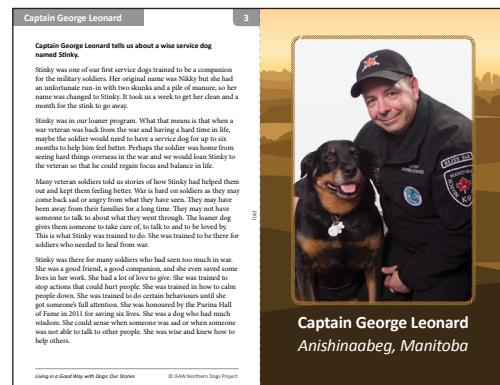 Captain George Leonard 3
Captain George Leonard tells us about a wise service dog
named Stinky.
Stinky was one of our first service dogs trained to be a companion
for the military soldiers. Her original name was Nikky but she had
an unfortunate run-in with two skunks and a pile of manure, so her
name was changed to Stinky. It took us a week to get her clean and a
month for the stink to go away.
Stinky was in our loaner program. What that means is that when a
war veteran was back from the war and having a hard time in life,
maybe the soldier would need to have a service dog for up to six
months to help him feel better. Perhaps the soldier was home from
seeing hard things overseas in the war and we would loan Stinky to
the veteran so that he could regain focus and balance in life.
Many veteran soldiers told us stories of how Stinky had helped them
out and kept them feeling better. War is hard on soldiers as they may
come back sad or angry from what they have seen. They may have
been away from their families for a long time. They may not have
someone to talk to about what they went through. The loaner dog
gives them someone to take care of, to talk to and to be loved by.
This is what Stinky was trained to do. She was trained to be there for
soldiers who needed to heal from war.
Stinky was there for many soldiers who had seen too much in war.
She was a good friend, a good companion, and she even saved some
lives in her work. She had a lot of love to give. She was trained to
stop actions that could hurt people. She was trained in how to calm
people down. She was trained to do certain behaviours until she
got someone's full attention. She was honoured by the Purina Hall
of Fame in 2011 for saving six lives. She was a dog who had much
wisdom. She could sense when someone was sad or when someone
was not able to talk to other people. She was wise and knew how to
help others.
Living in a Good Way with Dogs: Our Stories © IFAW Northern Dogs Project
fold
Captain George Leonard
Anishinaabeg, Manitoba